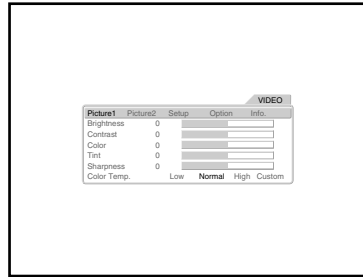 VIDEO
Picture1 Picture2 Setup Option Info.
Brightness 0
Contrast 0
Color 0
Tint 0
Sharpness 0
Color Temp. Low Normal High Custom